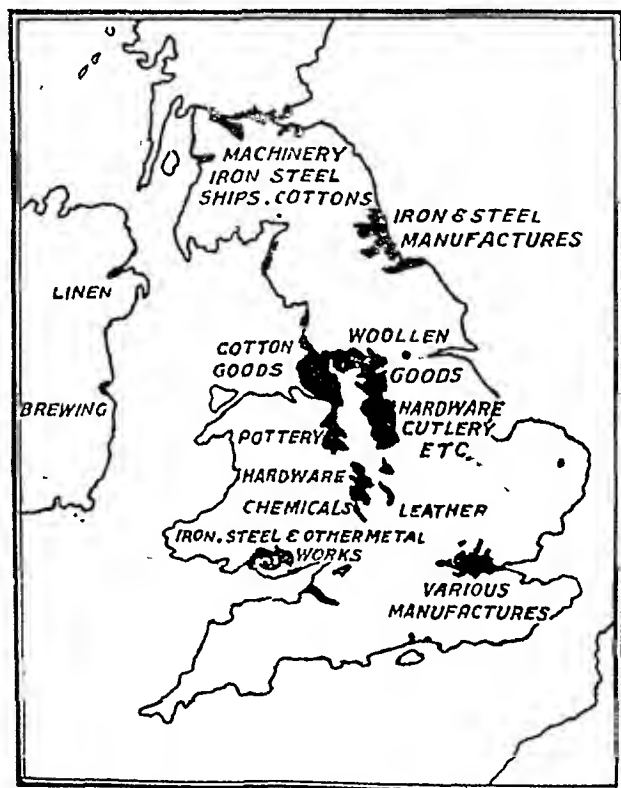 MACHINERY
IRON STEEL
SHIPS. COTTONS
IRON & STEEL
MANUFACTURES
LINEN
COTTON
GOODS
WOOLLEN
GOODS
BREWING
HARDWARE
CUTLERY
ETC
POTTERY
HARDWARE
CHEMICALS
LEATHER
IRON. STEEL & OTHER METAL
WORKS
VARIOUS
MANUFACTURES